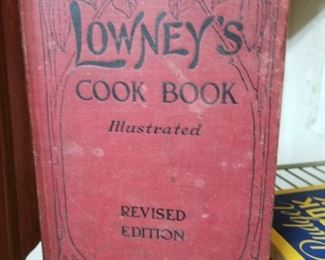 LOWNEY'S
COOK BOOK
Illustrated
REVISED
EDITION